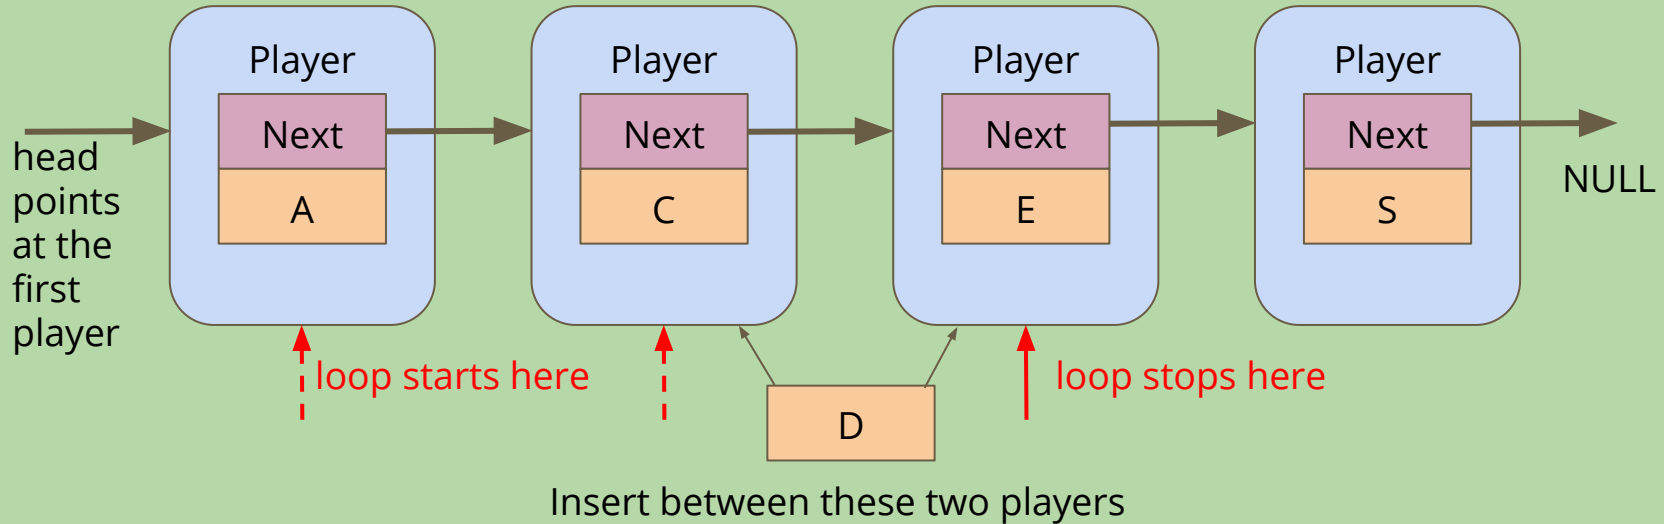 Player
Next
A
Player
Next
C
Player
Next
E
Player
Next
S
head
points
at the
first
player
NULL
loop starts here
loop stops here
D
Insert between these two players